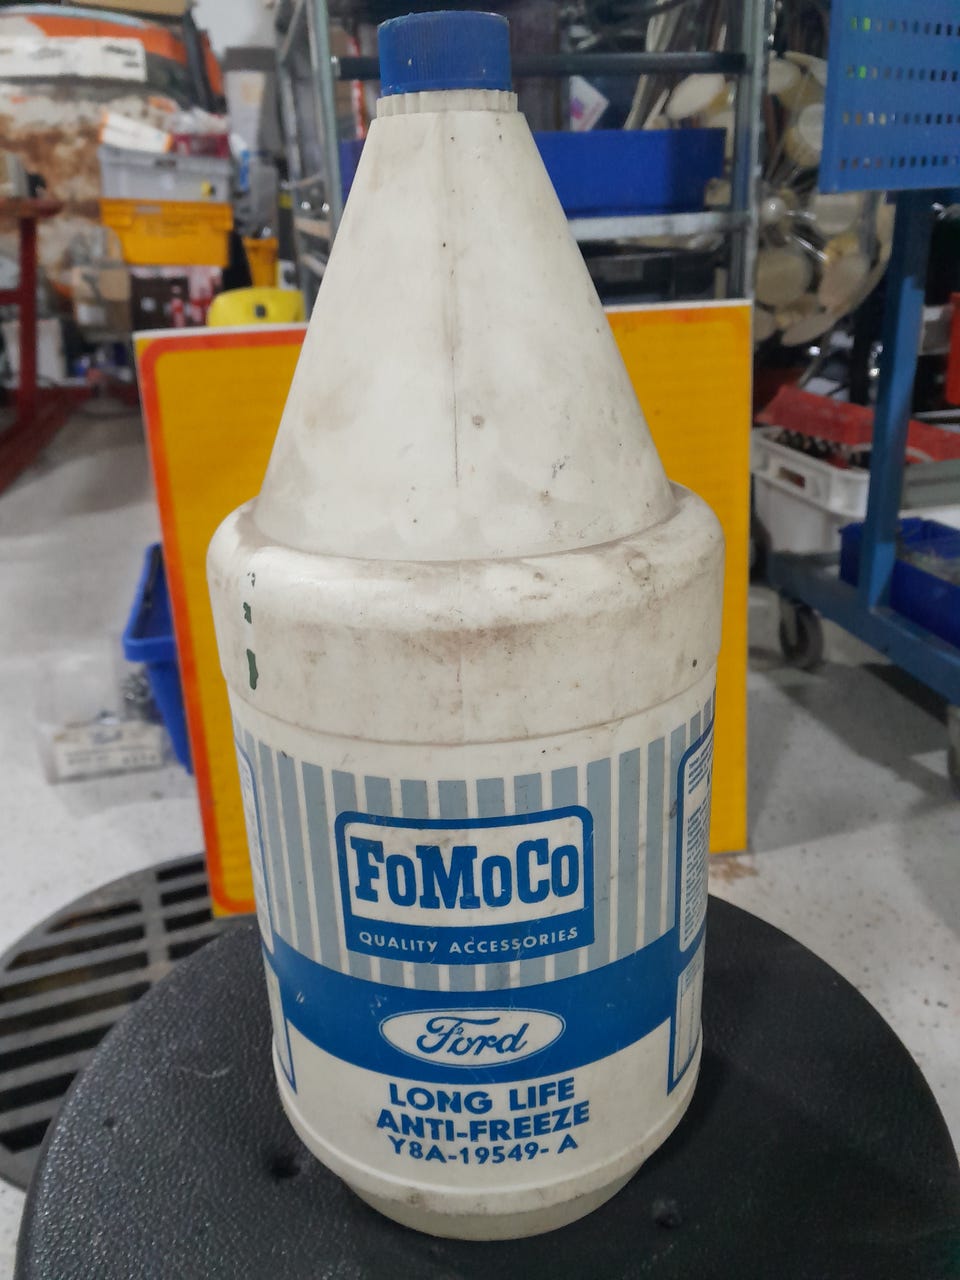 FoMoCo
QUALITY ACCESSORIES
Ford
LONG LIFE
ANTI-FREEZE
Y8A-19549-A